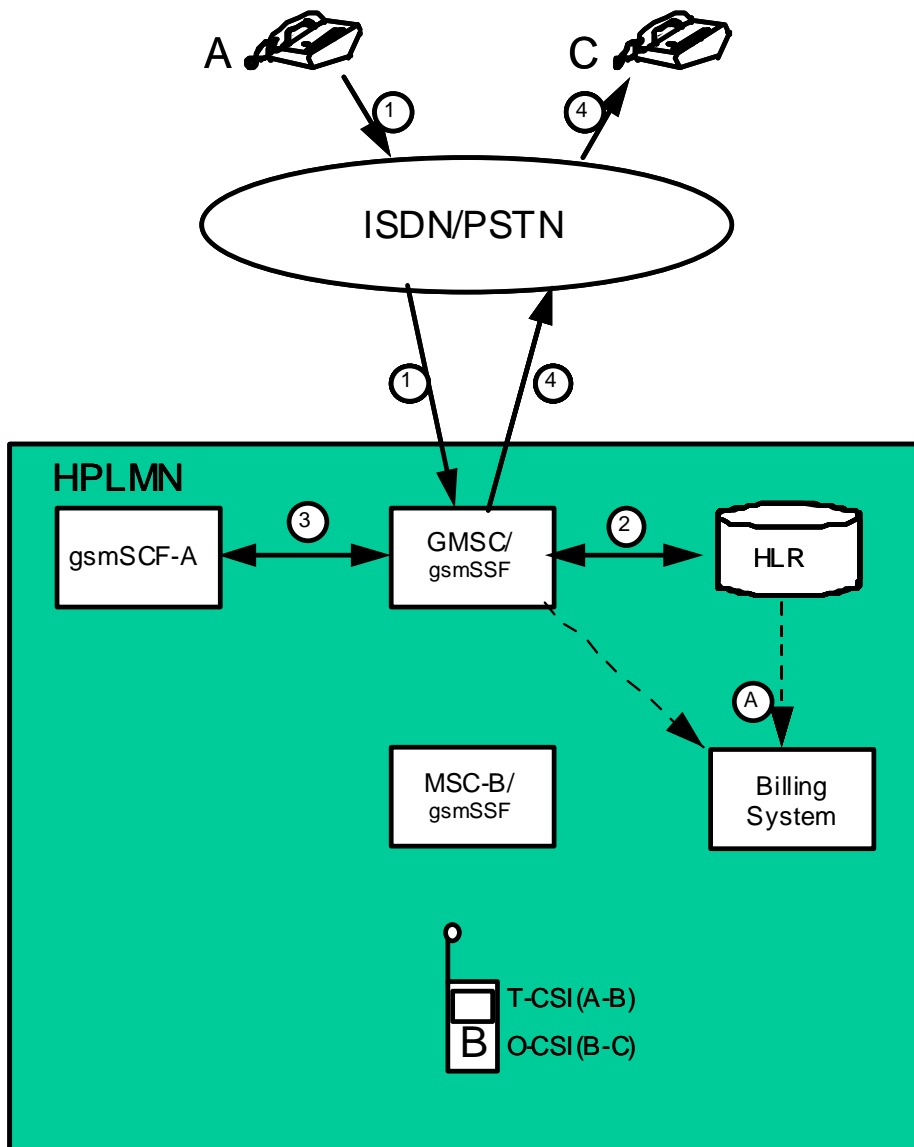 A
C
1
4
ISDN/PSTN
1
4
HPLMN
3
2
gsmSCF-A
GMSC/
gsmSSF
HLR
A
MSC-B/
gsmSSF
Billing
System
T-CSI(A-B)
B
O-CSI(B-C)